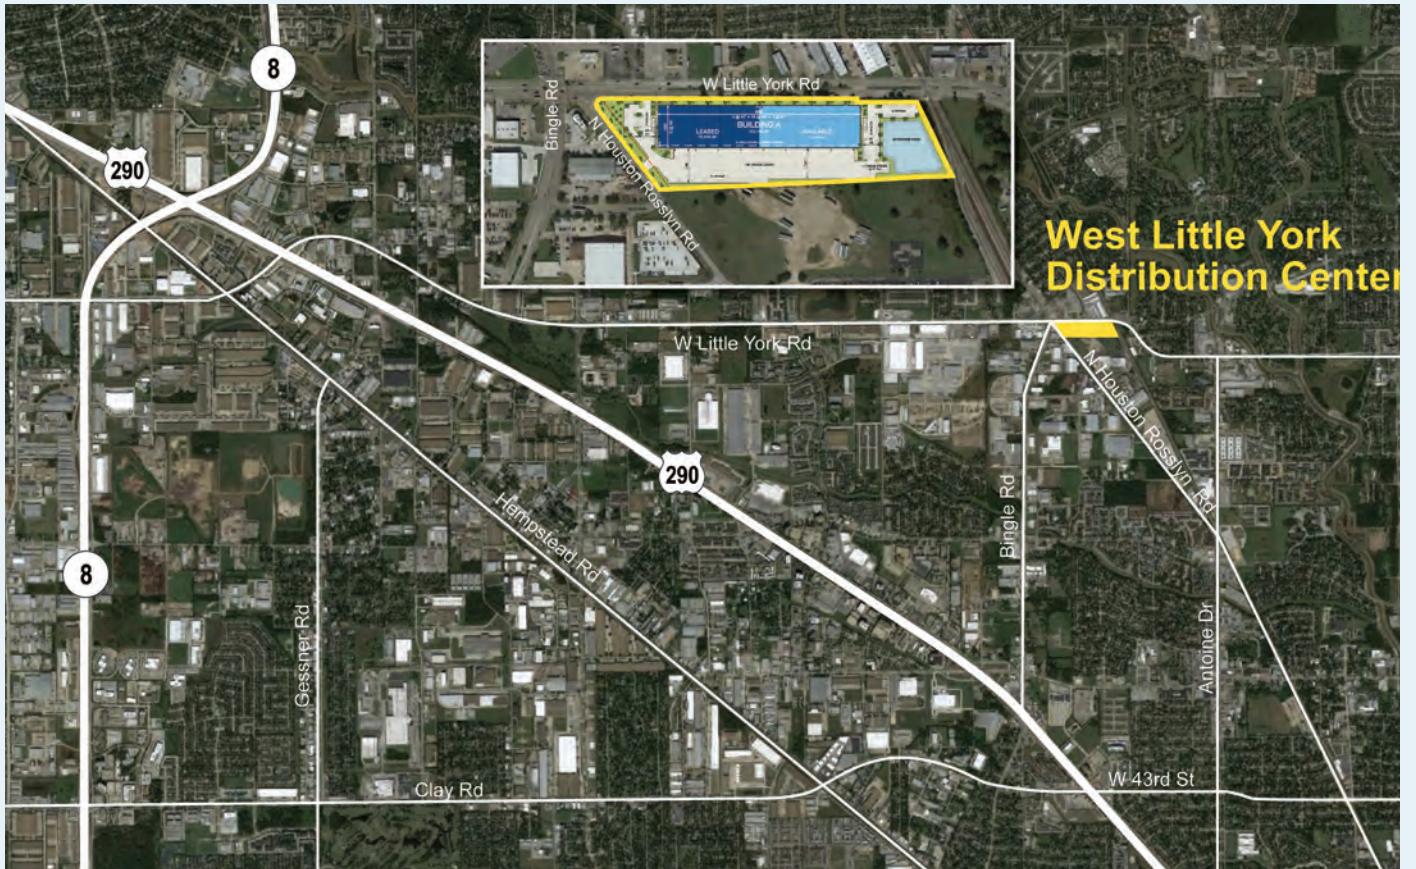 8
W Little York Rd
Bingle Rd
N Houston Rosslyn Rd
BUILDING A
LEASED
AVAILABLE
290
West Little York
Distribution Center
W Little York Rd
N Houston Rosslyn Rd
290
Bingle Rd
Hempstead Rd
8
Gessner Rd
Antoine Dr
W 43rd St
Clay Rd